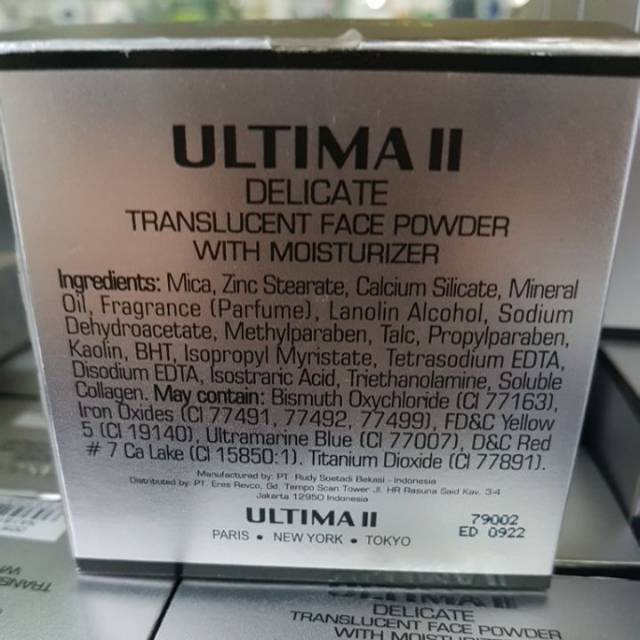 ULTIMA II
DELICATE
TRANSLUCENT FACE POWDER
WITH MOISTURIZER
Ingredients: Mica, Zinc Stearate, Calcium Silicate, Mineral
Oil, Fragrance (Parfume), Lanolin Alcohol, Sodium
Dehydroacetate, Methylparaben, Talc, Propylparaben,
Kaolin, BHT, Isopropyl Myristate, Tetrasodium EDTA,
Disodium EDTA, Isostraric Acid, Triethanolamine, Soluble
Collagen. May contain: Bismuth Oxychloride (CI 77163),
Iron Oxides (CI 77491, 77492, 77499), FD&C Yellow
5 (CI 19140), Ultramarine Blue (CI 77007), D&C Red
# 7 Ca Lake (CI 15850:1). Titanium Dioxide (CI 77891).
Manufactured by: PT. Rudy Soetadi Bekasi - Indonesia
Distributed by: PT. Eres Revco, Gd. Tempo Scan Tower Jl. HR Rasuna Said Kav. 3-4
Jakarta 12950 Indonesia
ULTIMA II
PARIS • NEW YORK • TOKYO
79002
ED 0922
ULTIMA II
DELICATE
TRANSLUCENT FACE POWDER
WITH MOISTURIZER